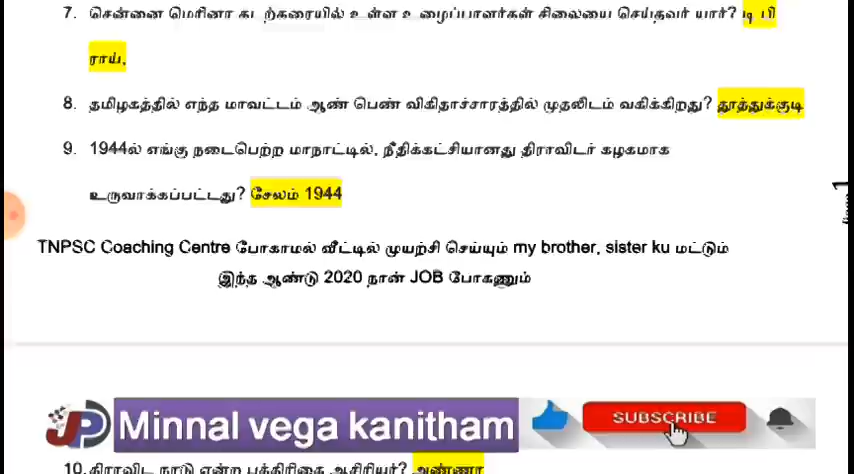 7. சென்னை மெரினா கடற்கரையில் உள்ள உழைப்பாளர்கள் சிலையை செய்தவர் யார்? டி பி
ராய்.
8. தமிழகத்தில் எந்த மாவட்டம் ஆண் பெண் விகிதாச்சாரத்தில் முதலிடம் வகிக்கிறது? தூத்துக்குடி
9. 1944ல் எங்கு நடைபெற்ற மாநாட்டில், நீதிக்கட்சியானது திராவிடர் கழகமாக
உருவாக்கப்பட்டது? சேலம் 1944
TNPSC Coaching Centre போகாமல் வீட்டில் முயற்சி செய்யும் my brother, sister ku மட்டும்
இந்த ஆண்டு 2020 நான் JOB போகணும்
JP Minnal vega kanitham SUBSCRIBE
10. திராவிட நாடு என்ற பத்திரிகை ஆசிரியர்? அண்ணா